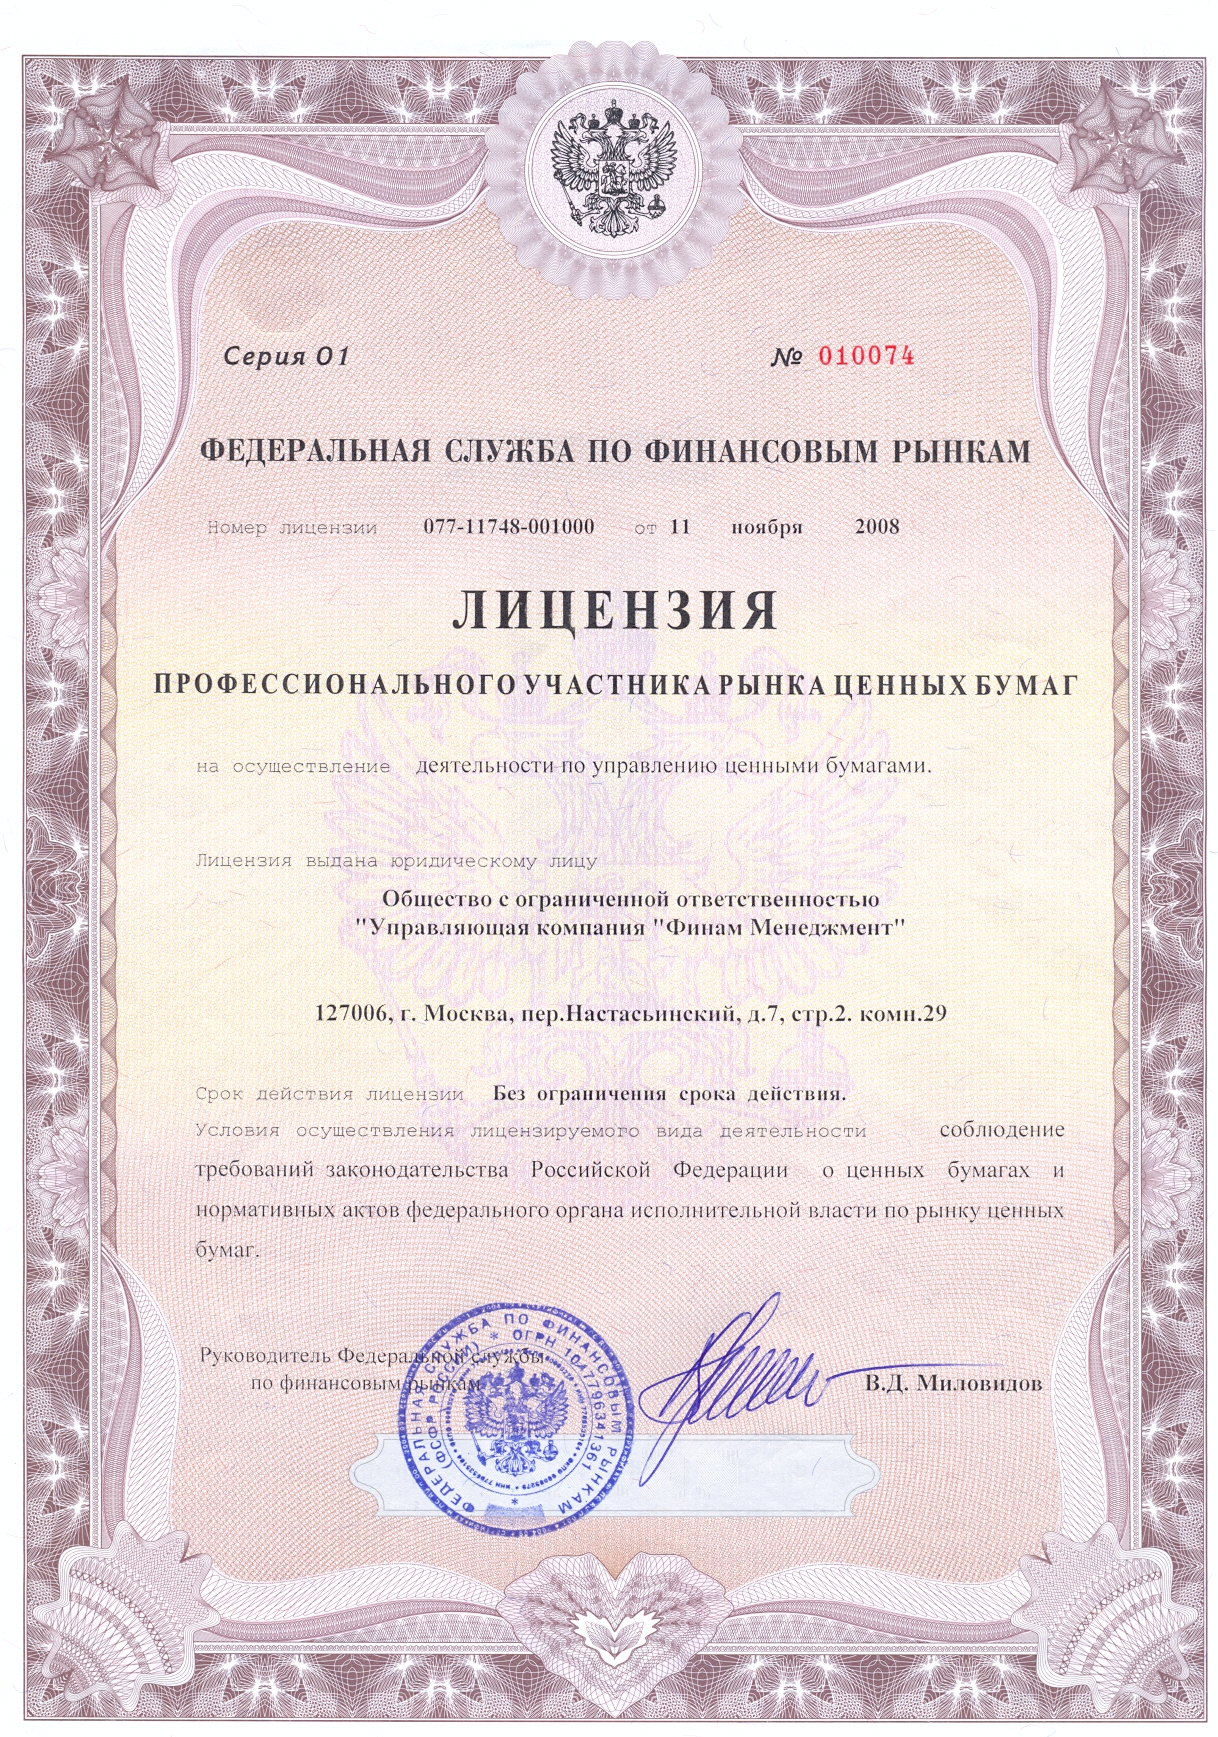 Серия 01 № 010074
ФЕДЕРАЛЬНАЯ СЛУЖБА ПО ФИНАНСОВЫМ РЫНКАМ
Номер лицензии 077-11748-001000 от 11 ноября 2008
ЛИЦЕНЗИЯ
ПРОФЕССИОНАЛЬНОГО УЧАСТНИКА РЫНКА ЦЕННЫХ БУМАГ
на осуществление деятельности по управлению ценными бумагами.
Лицензия выдана юридическому лицу
Общество с ограниченной ответственностью
"Управляющая компания "Финам Менеджмент"
127006, г. Москва, пер.Настасьинский, д.7, стр.2. комн.29
Срок действия лицензии Без ограничения срока действия.
Условия осуществления лицензируемого вида деятельности соблюдение
требований законодательства Российской Федерации о ценных бумагах и
нормативных актов федерального органа исполнительной власти по рынку ценных
бумаг.
Руководитель Федеральной службы
по финансовым рынкам
В.Д. Миловидов
ФЕДЕРАЛЬНАЯ СЛУЖБА ПО ФИНАНСОВЫМ РЫНКАМ
(ФСФР РОССИИ) * ОГРН 1047796341361